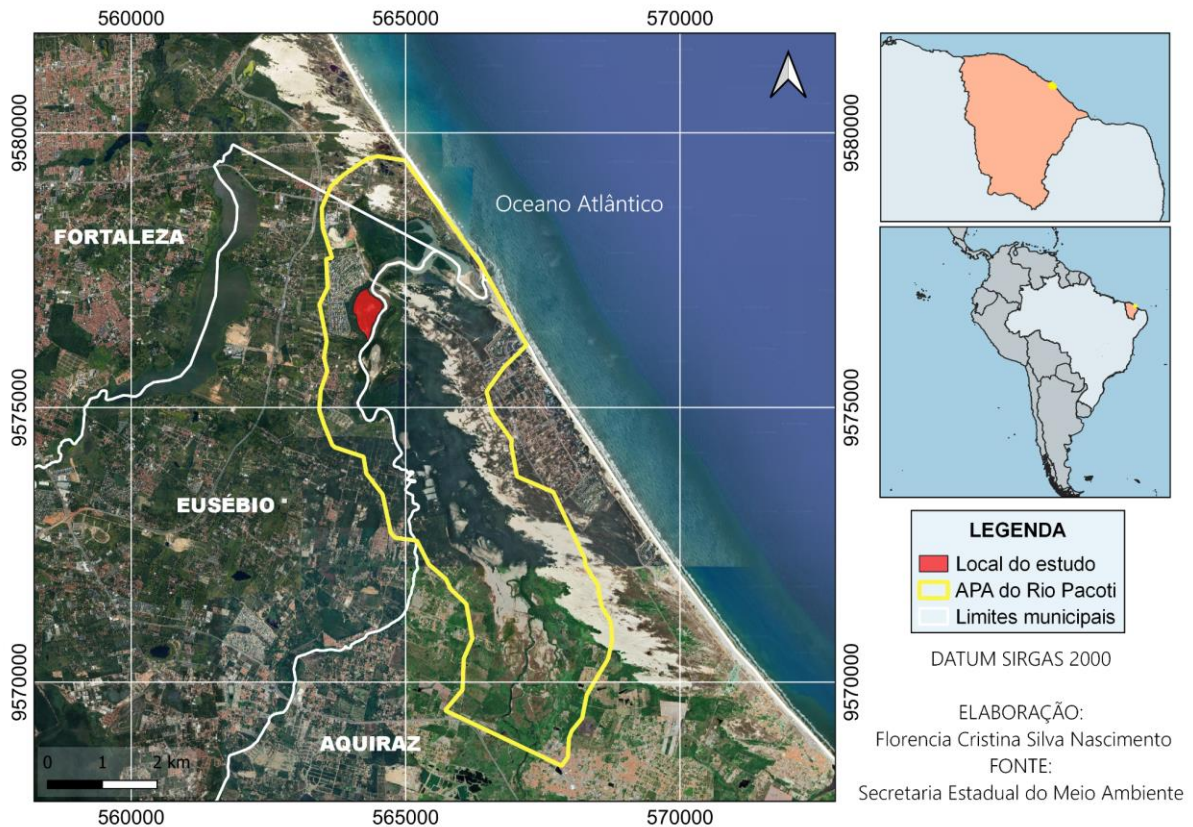 560000
565000
570000
9580000
9580000
Oceano Atlântico
FORTALEZA
9575000
9575000
EUSÉBIO
9570000
9570000
AQUIRAZ
0 1 2 km
560000
565000
570000
LEGENDA
Local do estudo
APA do Rio Pacoti
Limites municipais
DATUM SIRGAS 2000
ELABORAÇÃO:
Florencia Cristina Silva Nascimento
FONTE:
Secretaria Estadual do Meio Ambiente